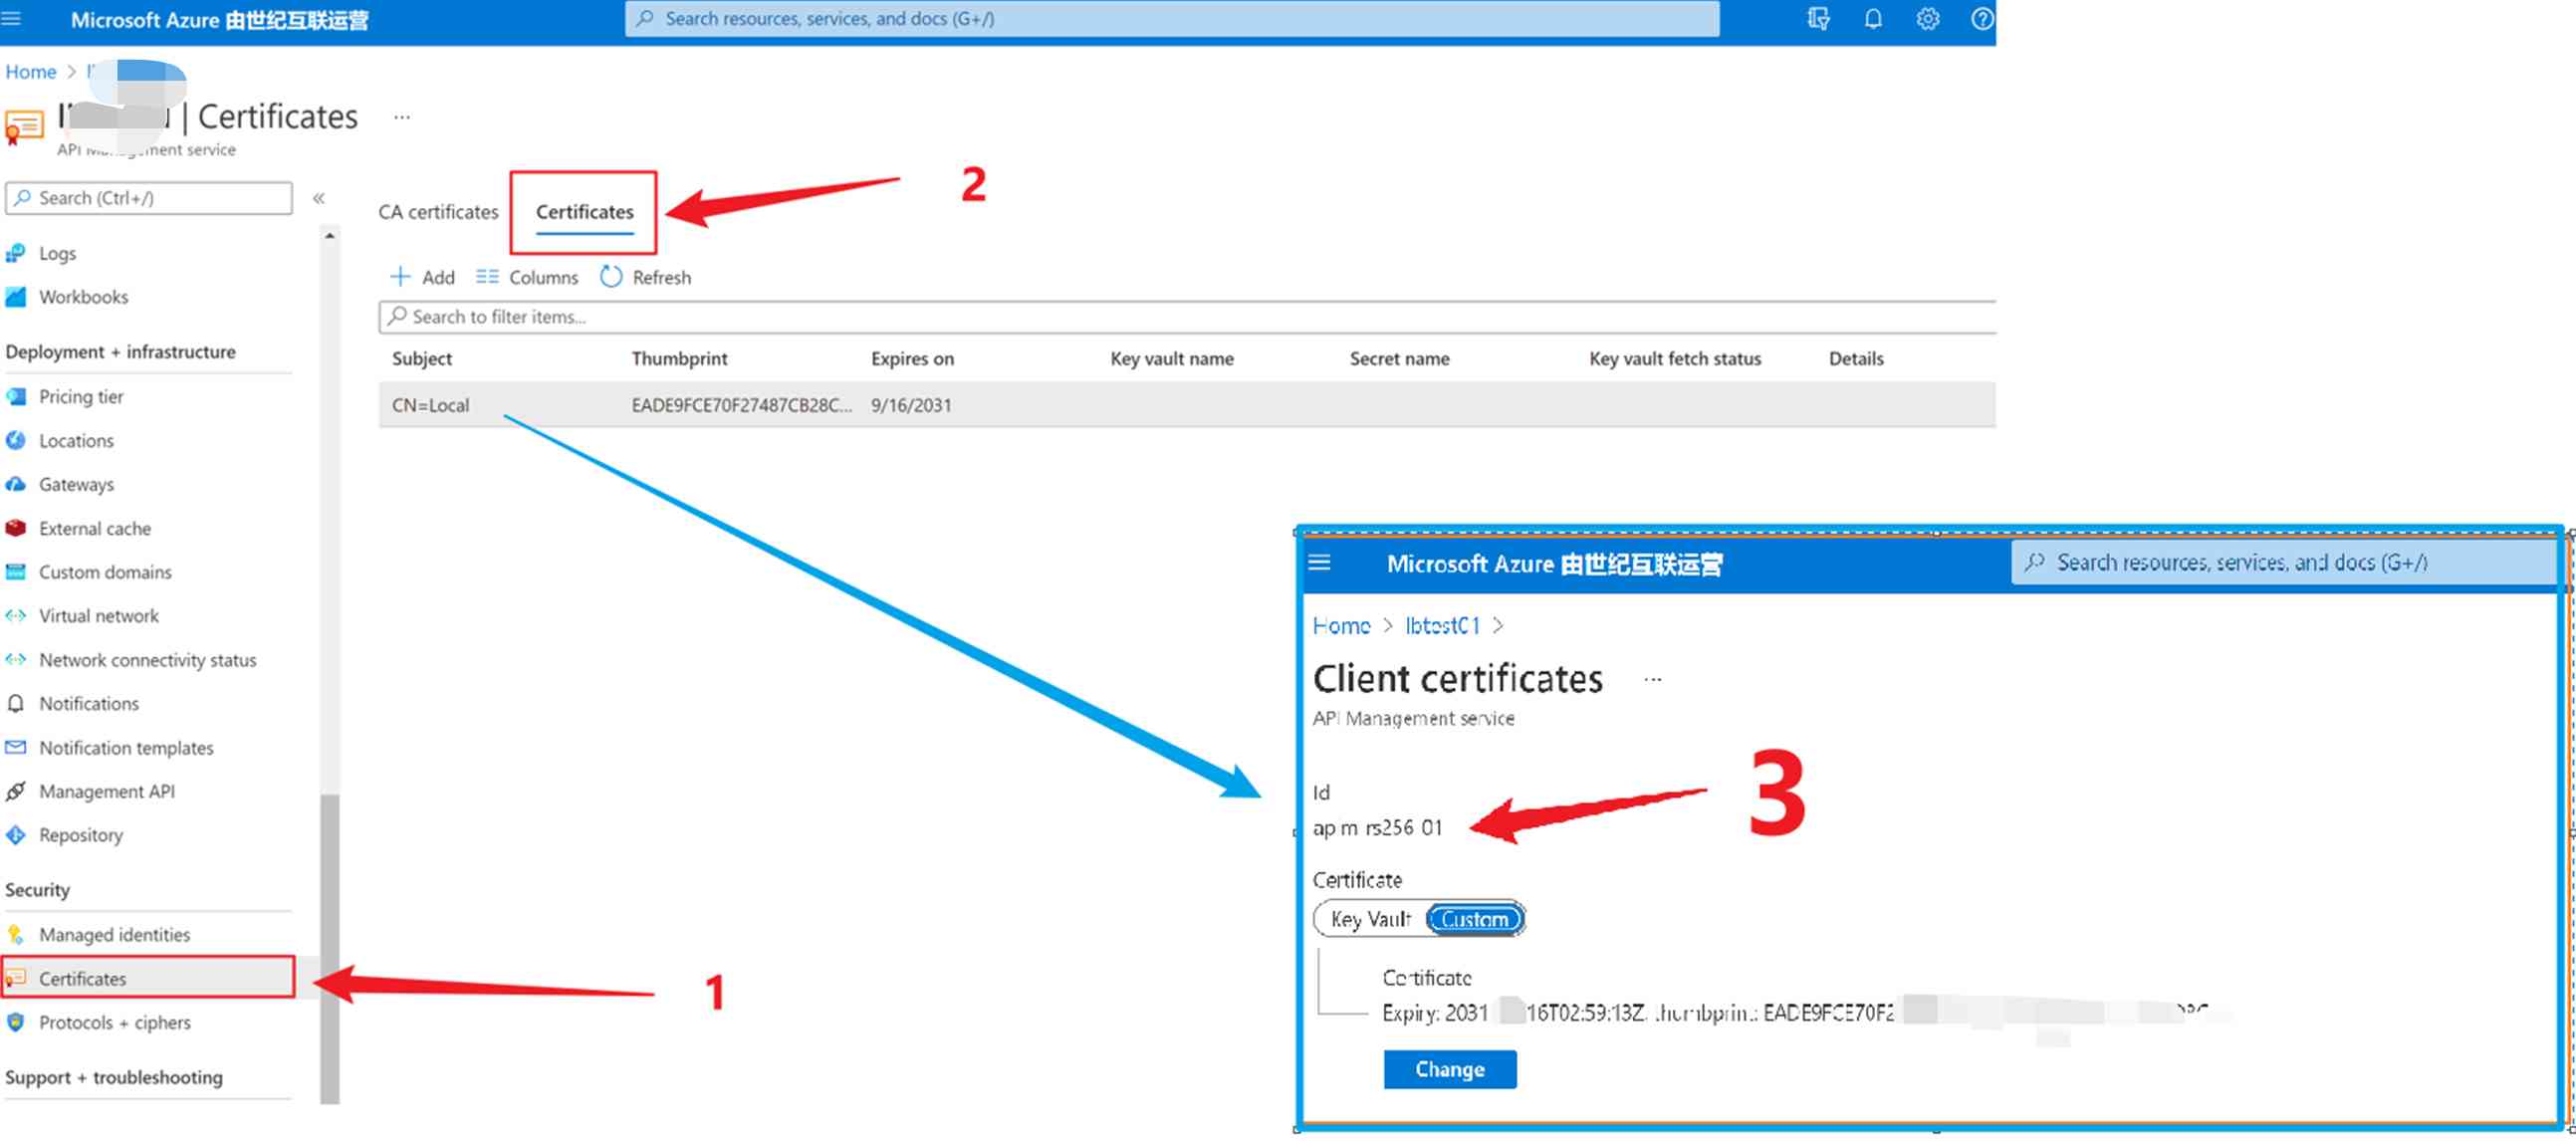 Microsoft Azure 由世纪互联运营
Search resources, services, and docs (G+/)
Home >
| Certificates ...
API Management service
Search (Ctrl+/) «
Logs
Workbooks
Deployment + infrastructure
Pricing tier
Locations
Gateways
External cache
Custom domains
Virtual network
Network connectivity status
Notifications
Notification templates
Management API
Repository
Security
Managed identities
Certificates
Protocols + ciphers
Support + troubleshooting
1
CA certificates Certificates
2
Add Columns Refresh
Search to filter items...
Subject Thumbprint Expires on Key vault name Secret name Key vault fetch status Details
CN=Local EADE9FCE70F27487CB28C... 9/16/2031
Microsoft Azure 由世纪互联运营
Search resources, services, and docs (G+/)
Home > lbtest01 >
Client certificates ...
API Management service
Id
apim rs256 01
3
Certificate
Key Vault Custom
Certificate
Expiry: 2031 16T02:59:13Z, thumbprint: EADE9FCE70F2
Change